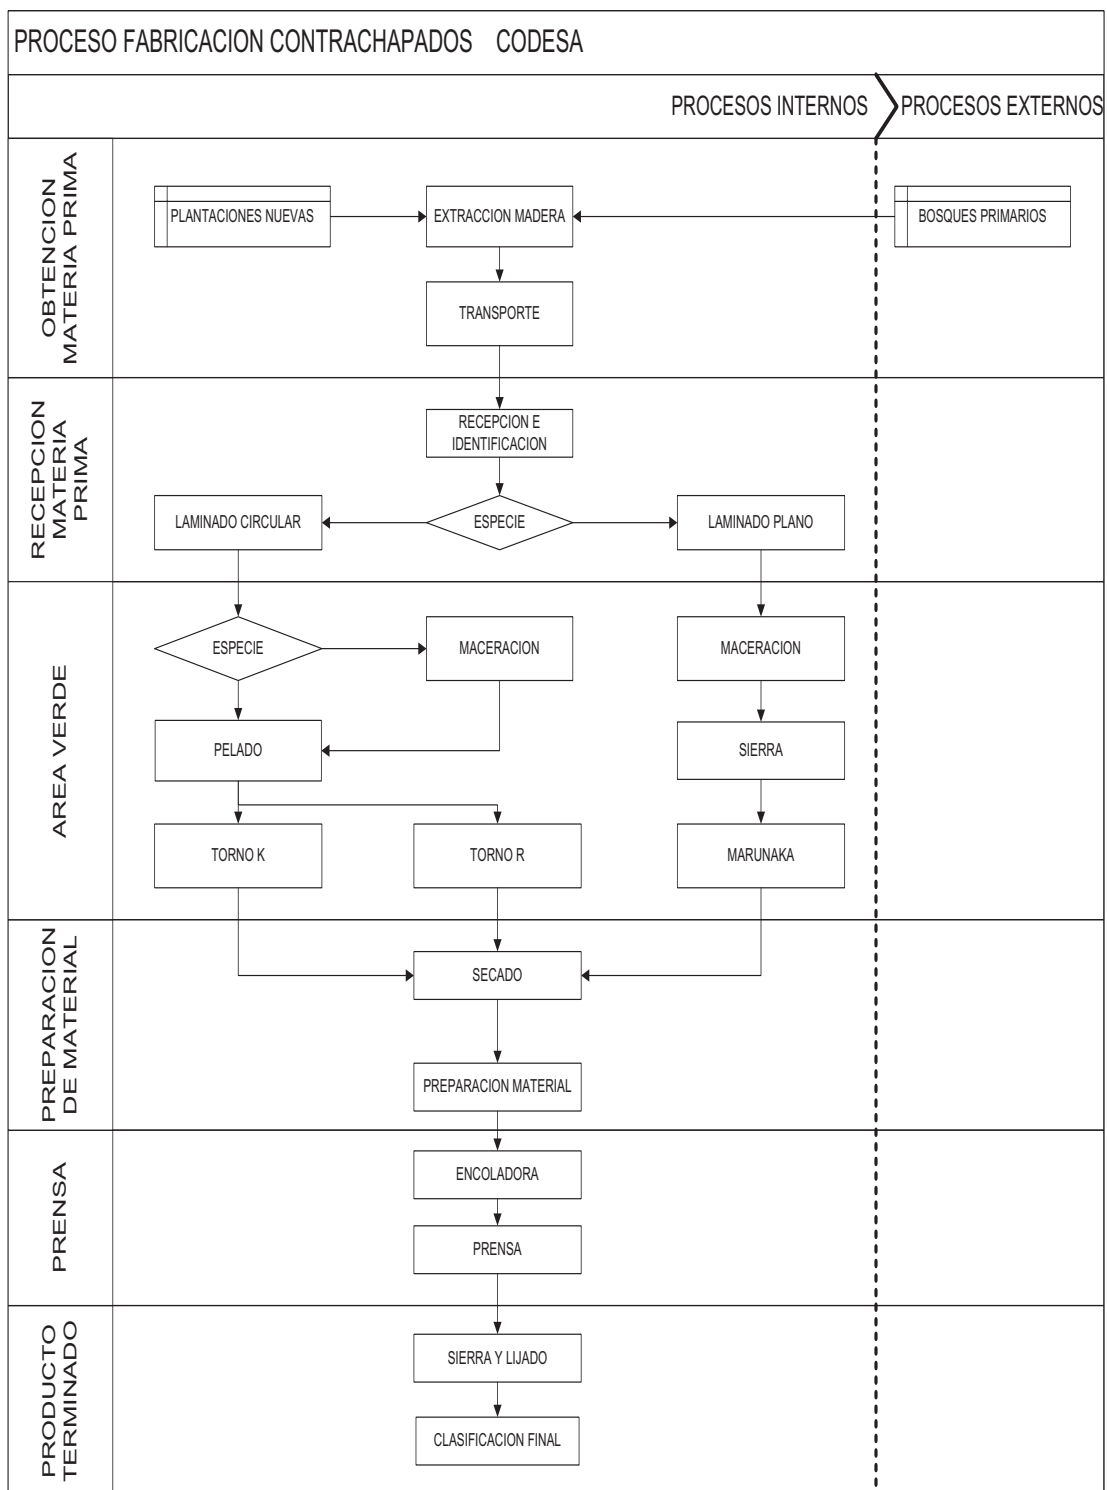 PROCESO FABRICACION CONTRACHAPADOS CODESA
PROCESOS INTERNOS
PROCESOS EXTERNOS
OBTENCION
MATERIA PRIMA
PLANTACIONES NUEVAS
EXTRACCION MADERA
BOSQUES PRIMARIOS
TRANSPORTE
RECEPCION
MATERIA
PRIMA
RECEPCION E
IDENTIFICACION
LAMINADO CIRCULAR
ESPECIE
LAMINADO PLANO
AREA VERDE
ESPECIE
MACERACION
MACERACION
PELADO
SIERRA
TORNO K
TORNO R
MARUNAKA
PREPARACION
DE MATERIAL
SECADO
PREPARACION MATERIAL
PRENSA
ENCOLADORA
PRENSA
PRODUCTO
TERMINADO
SIERRA Y LIJADO
CLASIFICACION FINAL